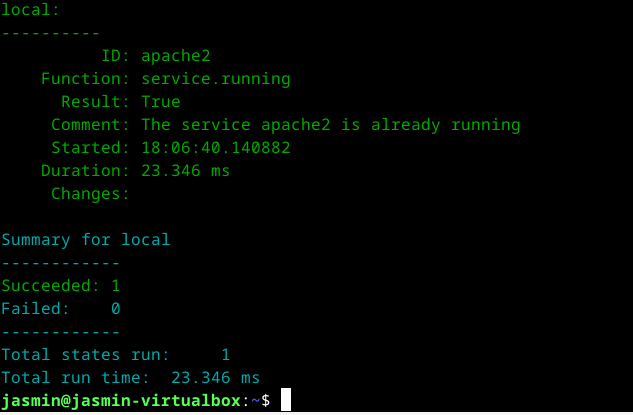 local:
----------
          ID: apache2
    Function: service.running
      Result: True
     Comment: The service apache2 is already running
     Started: 18:06:40.140882
    Duration: 23.346 ms
     Changes:

Summary for local
------------
Succeeded: 1
Failed:    0
------------
Total states run:     1
Total run time:  23.346 ms
jasmin@jasmin-virtualbox:~$